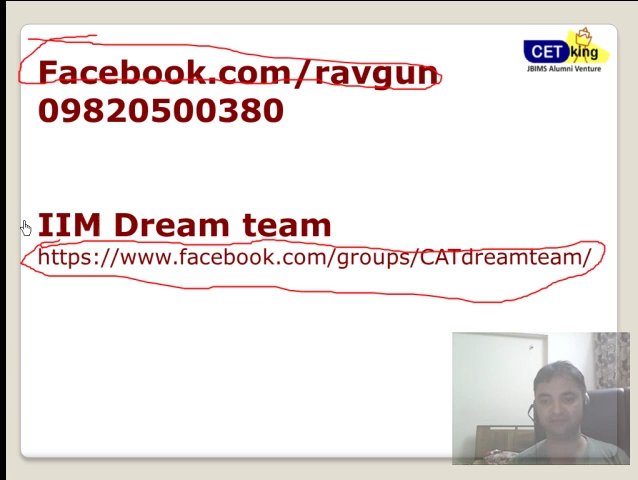 CET king
JBIMS Alumni Venture
Facebook.com/ravgun
09820500380
IIM Dream team
https://www.facebook.com/groups/CATdreamteam/